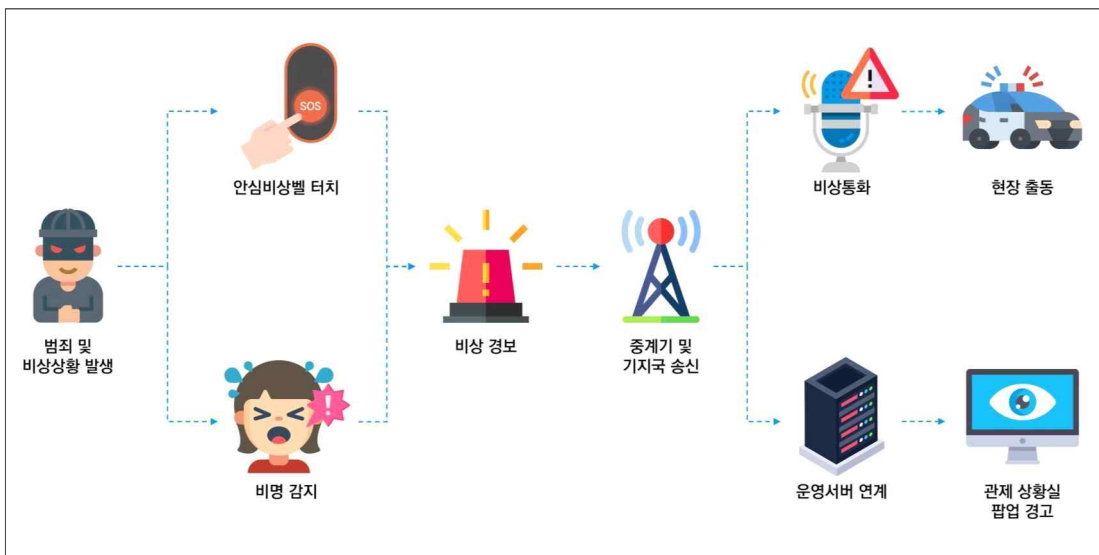 범죄 및
비상상황 발생
SOS
안심비상벨 터치
비명 감지
비상 경보
중계기 및
기지국 송신
비상통화
현장 출동
운영서버 연계
관제 상황실
팝업 경고